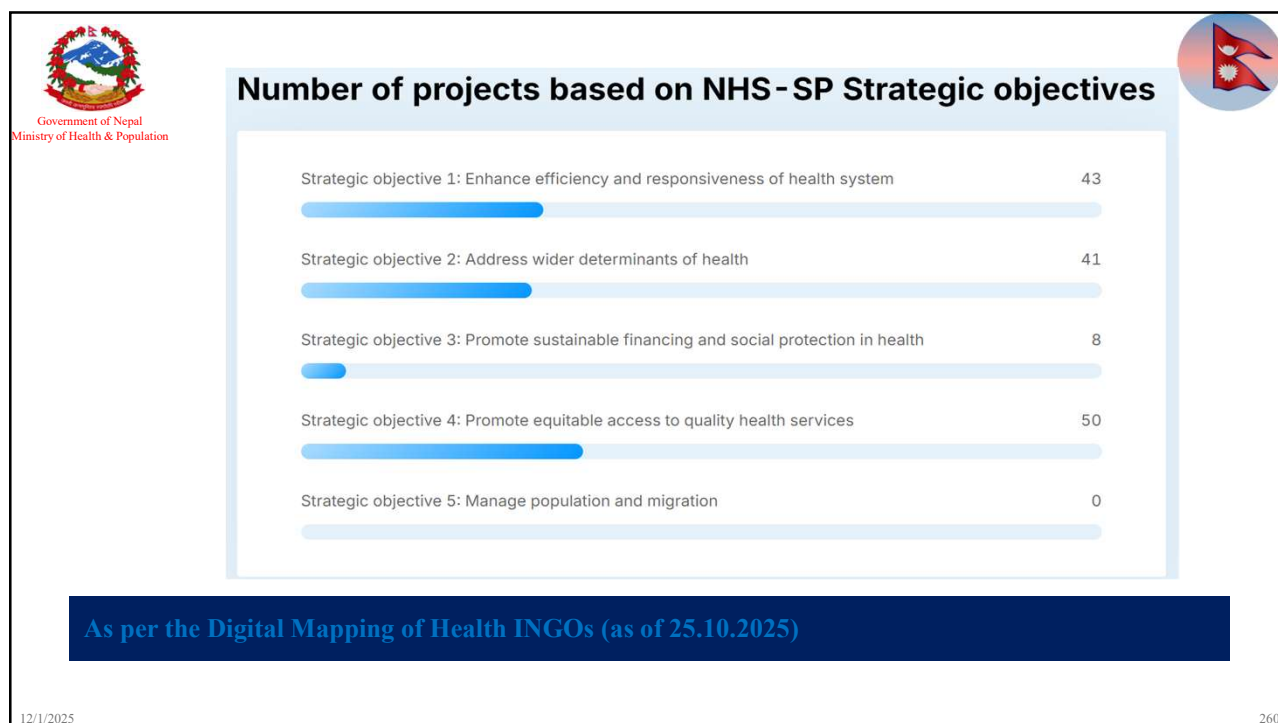 Government of Nepal
Ministry of Health & Population
Number of projects based on NHS-SP Strategic objectives
Strategic objective 1: Enhance efficiency and responsiveness of health system 43
Strategic objective 2: Address wider determinants of health 41
Strategic objective 3: Promote sustainable financing and social protection in health 8
Strategic objective 4: Promote equitable access to quality health services 50
Strategic objective 5: Manage population and migration 0
As per the Digital Mapping of Health INGOs (as of 25.10.2025)
12/1/2025 260